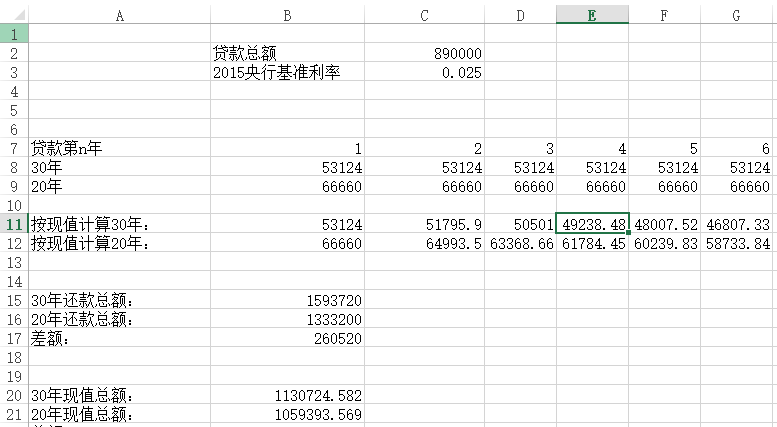 A B C D E F G
1
2 贷款总额 890000
3 2015央行基准利率 0.025
4
5
6
7 贷款第n年 1 2 3 4 5 6
8 30年 53124 53124 53124 53124 53124 53124
9 20年 66660 66660 66660 66660 66660 66660
10
11 按现值计算30年： 53124 51795.9 50501 49238.48 48007.52 46807.33
12 按现值计算20年： 66660 64993.5 63368.66 61784.45 60239.83 58733.84
13
14
15 30年还款总额： 1593720
16 20年还款总额： 1333200
17 差额： 260520
18
19
20 30年现值总额： 1130724.582
21 20年现值总额： 1059393.569